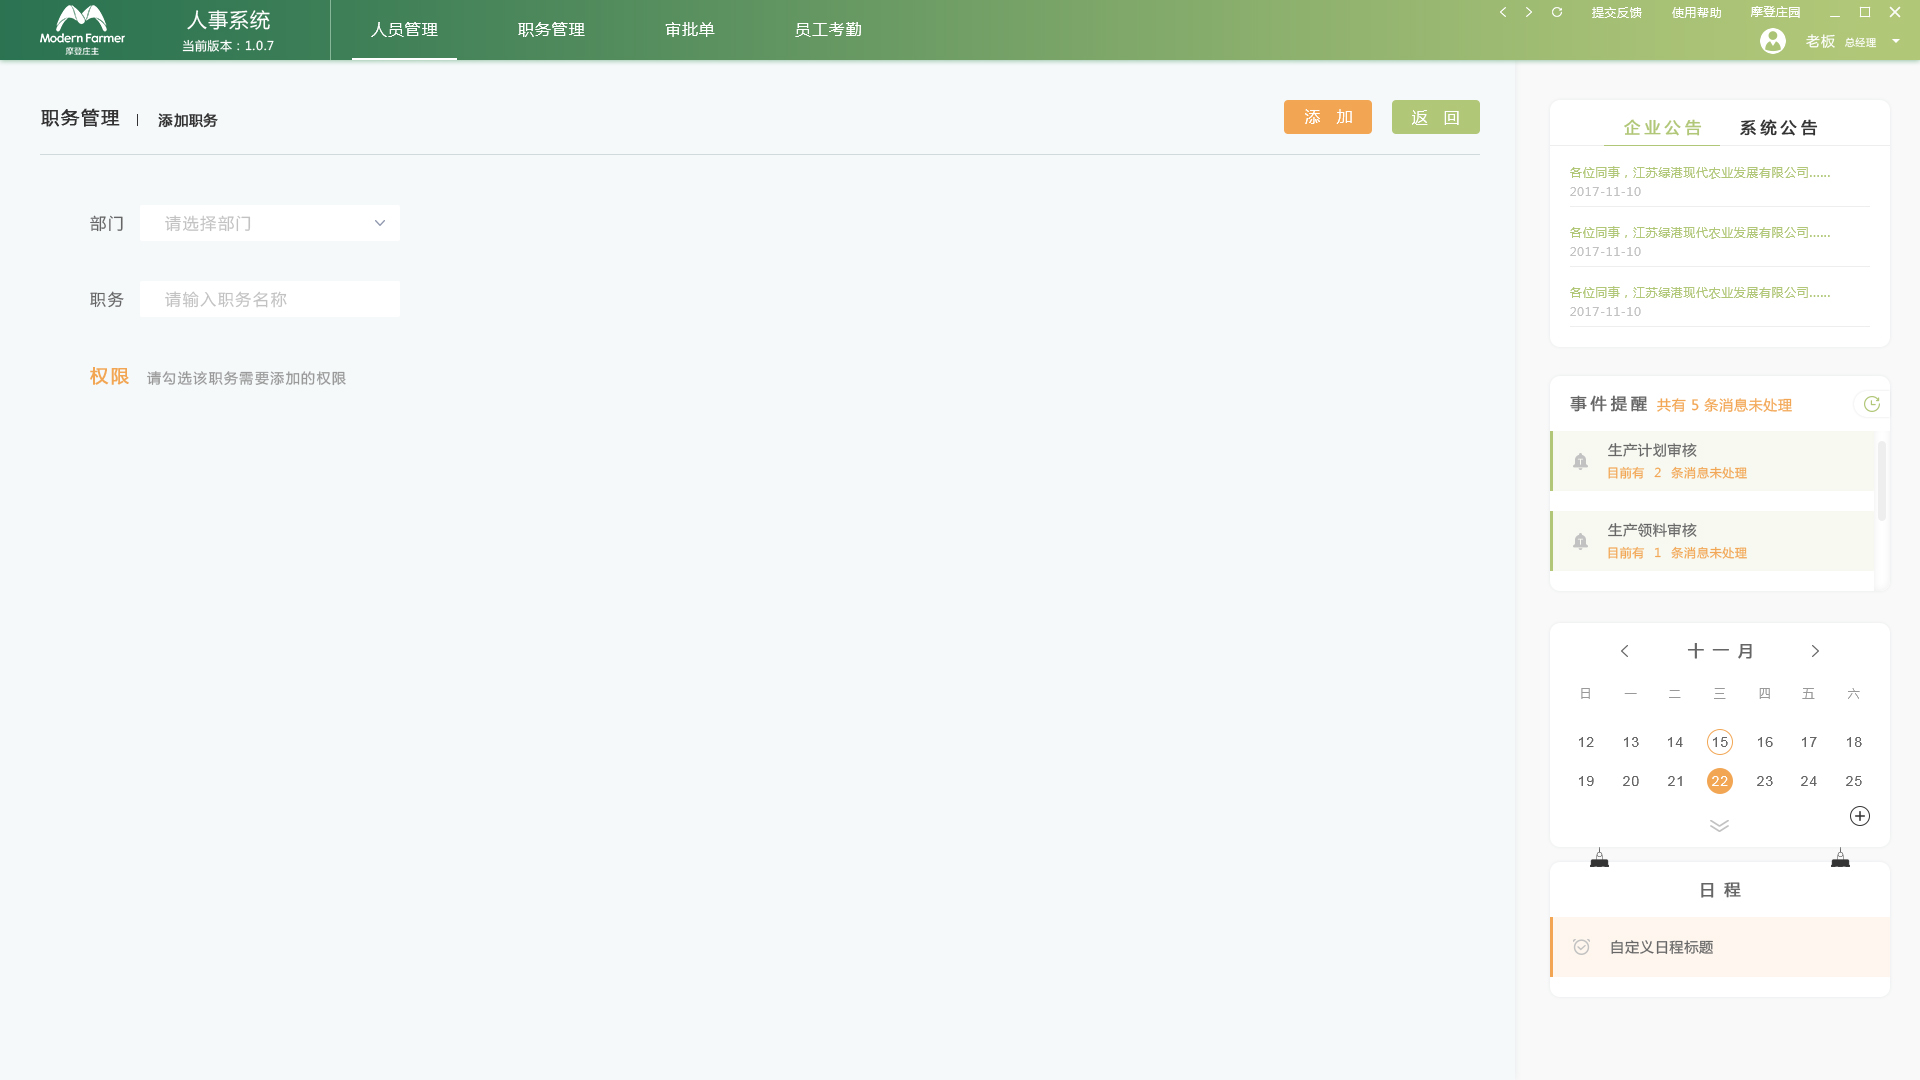 Modern Farmer
摩登庄主
人事系统
当前版本：1.0.7
人员管理
职务管理
审批单
员工考勤
提交反馈
使用帮助
摩登庄园
老板 总经理
职务管理 | 添加职务
添 加
返 回
部门 请选择部门
职务 请输入职务名称
权限 请勾选该职务需要添加的权限
企业公告 系统公告
各位同事，江苏绿港现代农业发展有限公司......
2017-11-10
各位同事，江苏绿港现代农业发展有限公司......
2017-11-10
各位同事，江苏绿港现代农业发展有限公司......
2017-11-10
事件提醒 共有 5 条消息未处理
生产计划审核
目前有 2 条消息未处理
生产领料审核
目前有 1 条消息未处理
十一月
日 一 二 三 四 五 六
12 13 14 15 16 17 18
19 20 21 22 23 24 25
日 程
自定义日程标题